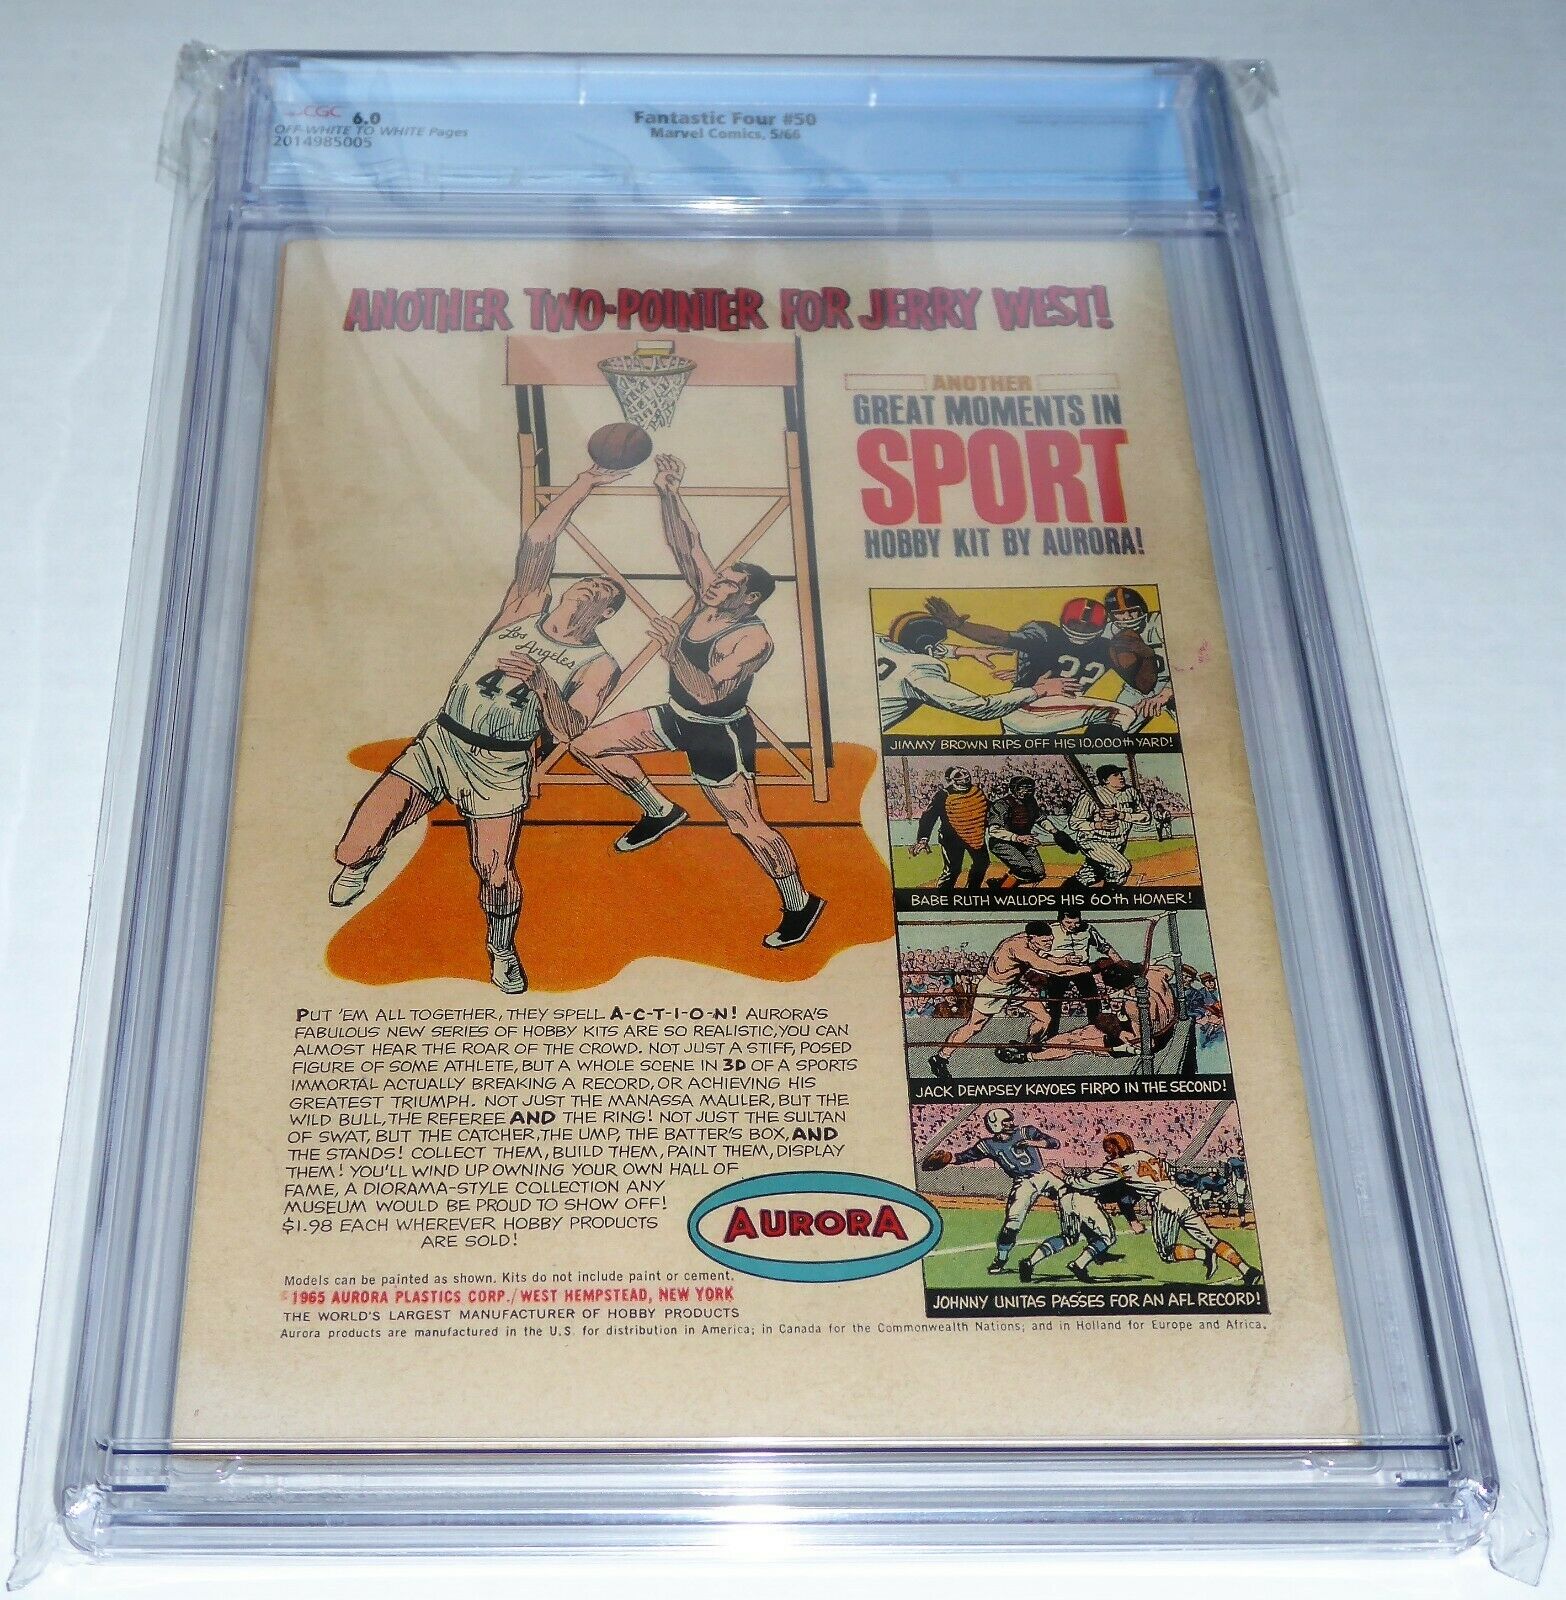 CGC 6.0
OFF-WHITE TO WHITE Pages
2014985005
Fantastic Four #50
Marvel Comics, 5/66
ANOTHER TWO-POINTER FOR JERRY WEST!
ANOTHER
GREAT MOMENTS IN
SPORT
HOBBY KIT BY AURORA!
Los Angeles
44
32
JIMMY BROWN RIPS OFF HIS 10,000th YARD!
BABE RUTH WALLOPS HIS 60th HOMER!
JACK DEMPSEY KAYOES FIRPO IN THE SECOND!
15
JOHNNY UNITAS PASSES FOR AN AFL RECORD!
PUT 'EM ALL TOGETHER, THEY SPELL A-C-T-I-O-N! AURORA'S
FABULOUS NEW SERIES OF HOBBY KITS ARE SO REALISTIC, YOU CAN
ALMOST HEAR THE ROAR OF THE CROWD. NOT JUST A STIFF, POSED
FIGURE OF SOME ATHLETE, BUT A WHOLE SCENE IN 3D OF A SPORTS
IMMORTAL ACTUALLY BREAKING A RECORD, OR ACHIEVING HIS
GREATEST TRIUMPH. NOT JUST THE MANASSA MAULER, BUT THE
WILD BULL, THE REFEREE AND THE RING! NOT JUST THE SULTAN
OF SWAT, BUT THE CATCHER, THE UMP, THE BATTER'S BOX, AND
THE STANDS! COLLECT THEM, BUILD THEM, PAINT THEM, DISPLAY
THEM! YOU'LL WIND UP OWNING YOUR OWN HALL OF
FAME, A DIORAMA-STYLE COLLECTION ANY
MUSEUM WOULD BE PROUD TO SHOW OFF!
$1.98 EACH WHEREVER HOBBY PRODUCTS
ARE SOLD!
AURORA
Models can be painted as shown. Kits do not include paint or cement.
© 1965 AURORA PLASTICS CORP./WEST HEMPSTEAD, NEW YORK
THE WORLD'S LARGEST MANUFACTURER OF HOBBY PRODUCTS
Aurora products are manufactured in the U.S. for distribution in America; in Canada for the Commonwealth Nations; and in Holland for Europe and Africa.